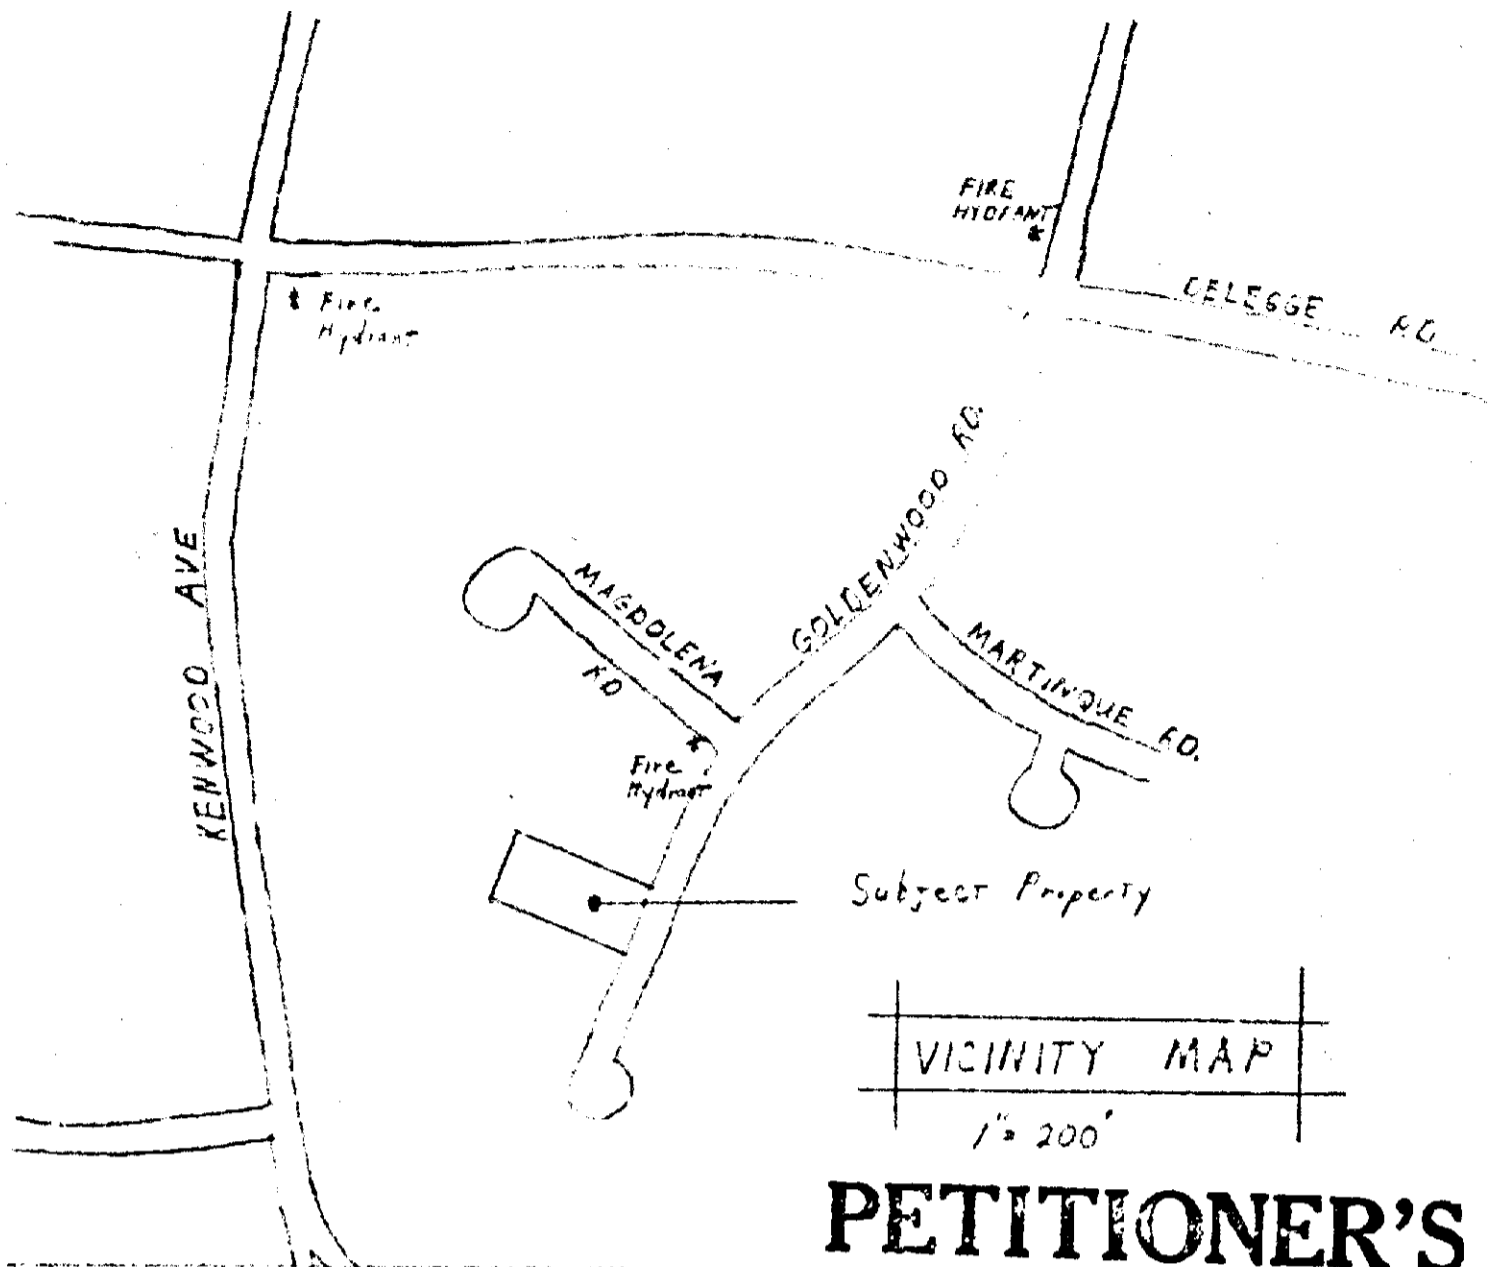 FIRE
HYDRANT
DELEGGE RD
Fire
Hydrant
GOLDENWOOD RD.
KENWOOD AVE
MAGDOLENA
RD
MARTINQUE RD.
Fire
Hydrant
Subject Property
VICINITY MAP
1"= 200'
PETITIONER'S